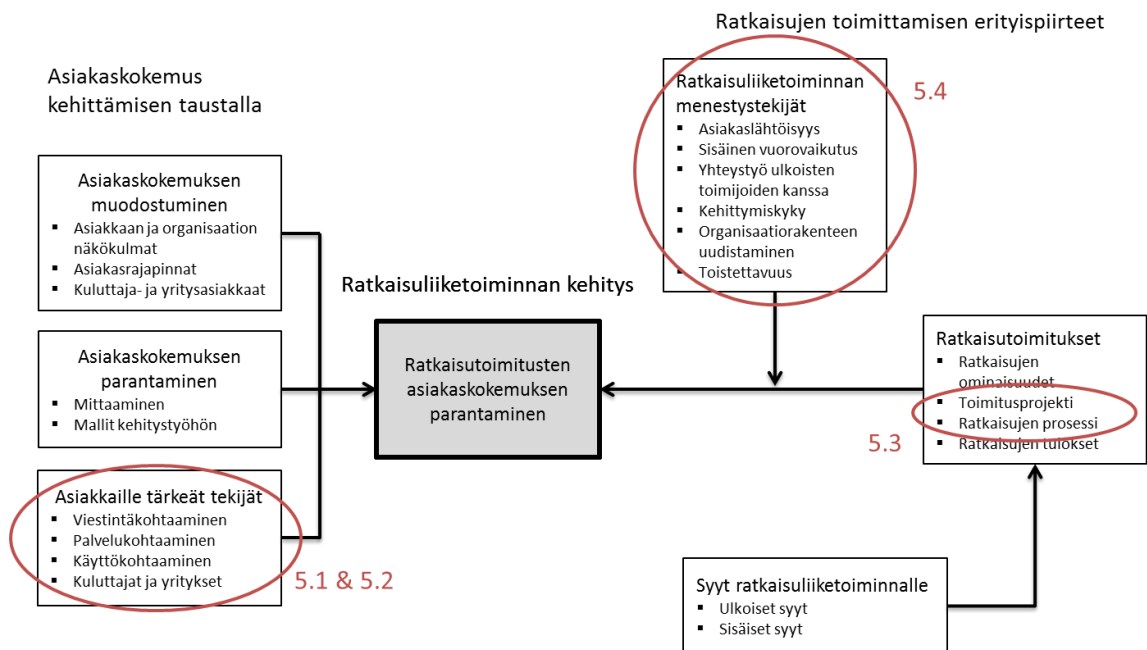 Ratkaisujen toimittamisen erityispiirteet
Asiakaskokemus
kehittämisen taustalla
Asiakaskokemuksen
muodostuminen
▪ Asiakkaan ja organisaation
näkökulmat
▪ Asiakasrajapinnat
▪ Kuluttaja- ja yritysasiakkaat
Asiakaskokemuksen
parantaminen
▪ Mittaaminen
▪ Mallit kehitystyöhön
Asiakkaille tärkeät tekijät
▪ Viestintäkohtaaminen
▪ Palvelukohtaaminen
▪ Käyttökohtaaminen
▪ Kuluttajat ja yritykset
5.1 & 5.2
Ratkaisuliiketoiminnan kehitys
Ratkaisutoimitusten
asiakaskokemuksen
parantaminen
Ratkaisuliiketoiminnan
menestystekijät
▪ Asiakaslähtöisyys
▪ Sisäinen vuorovaikutus
▪ Yhteystyö ulkoisten
toimijoiden kanssa
▪ Kehittymiskyky
▪ Organisaatiorakenteen
uudistaminen
▪ Toistettavuus
5.4
Ratkaisutoimitukset
▪ Ratkaisujen
ominaisuudet
▪ Toimitusprojekti
▪ Ratkaisujen prosessi
▪ Ratkaisujen tulokset
5.3
Syyt ratkaisuliiketoiminnalle
▪ Ulkoiset syyt
▪ Sisäiset syyt